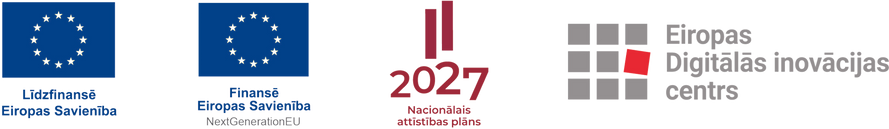 Līdzfinansē
Eiropas Savienība
Finansē
Eiropas Savienība
NextGenerationEU
2027
Nacionālais
attīstības plāns
Eiropas
Digitālās inovācijas
centrs